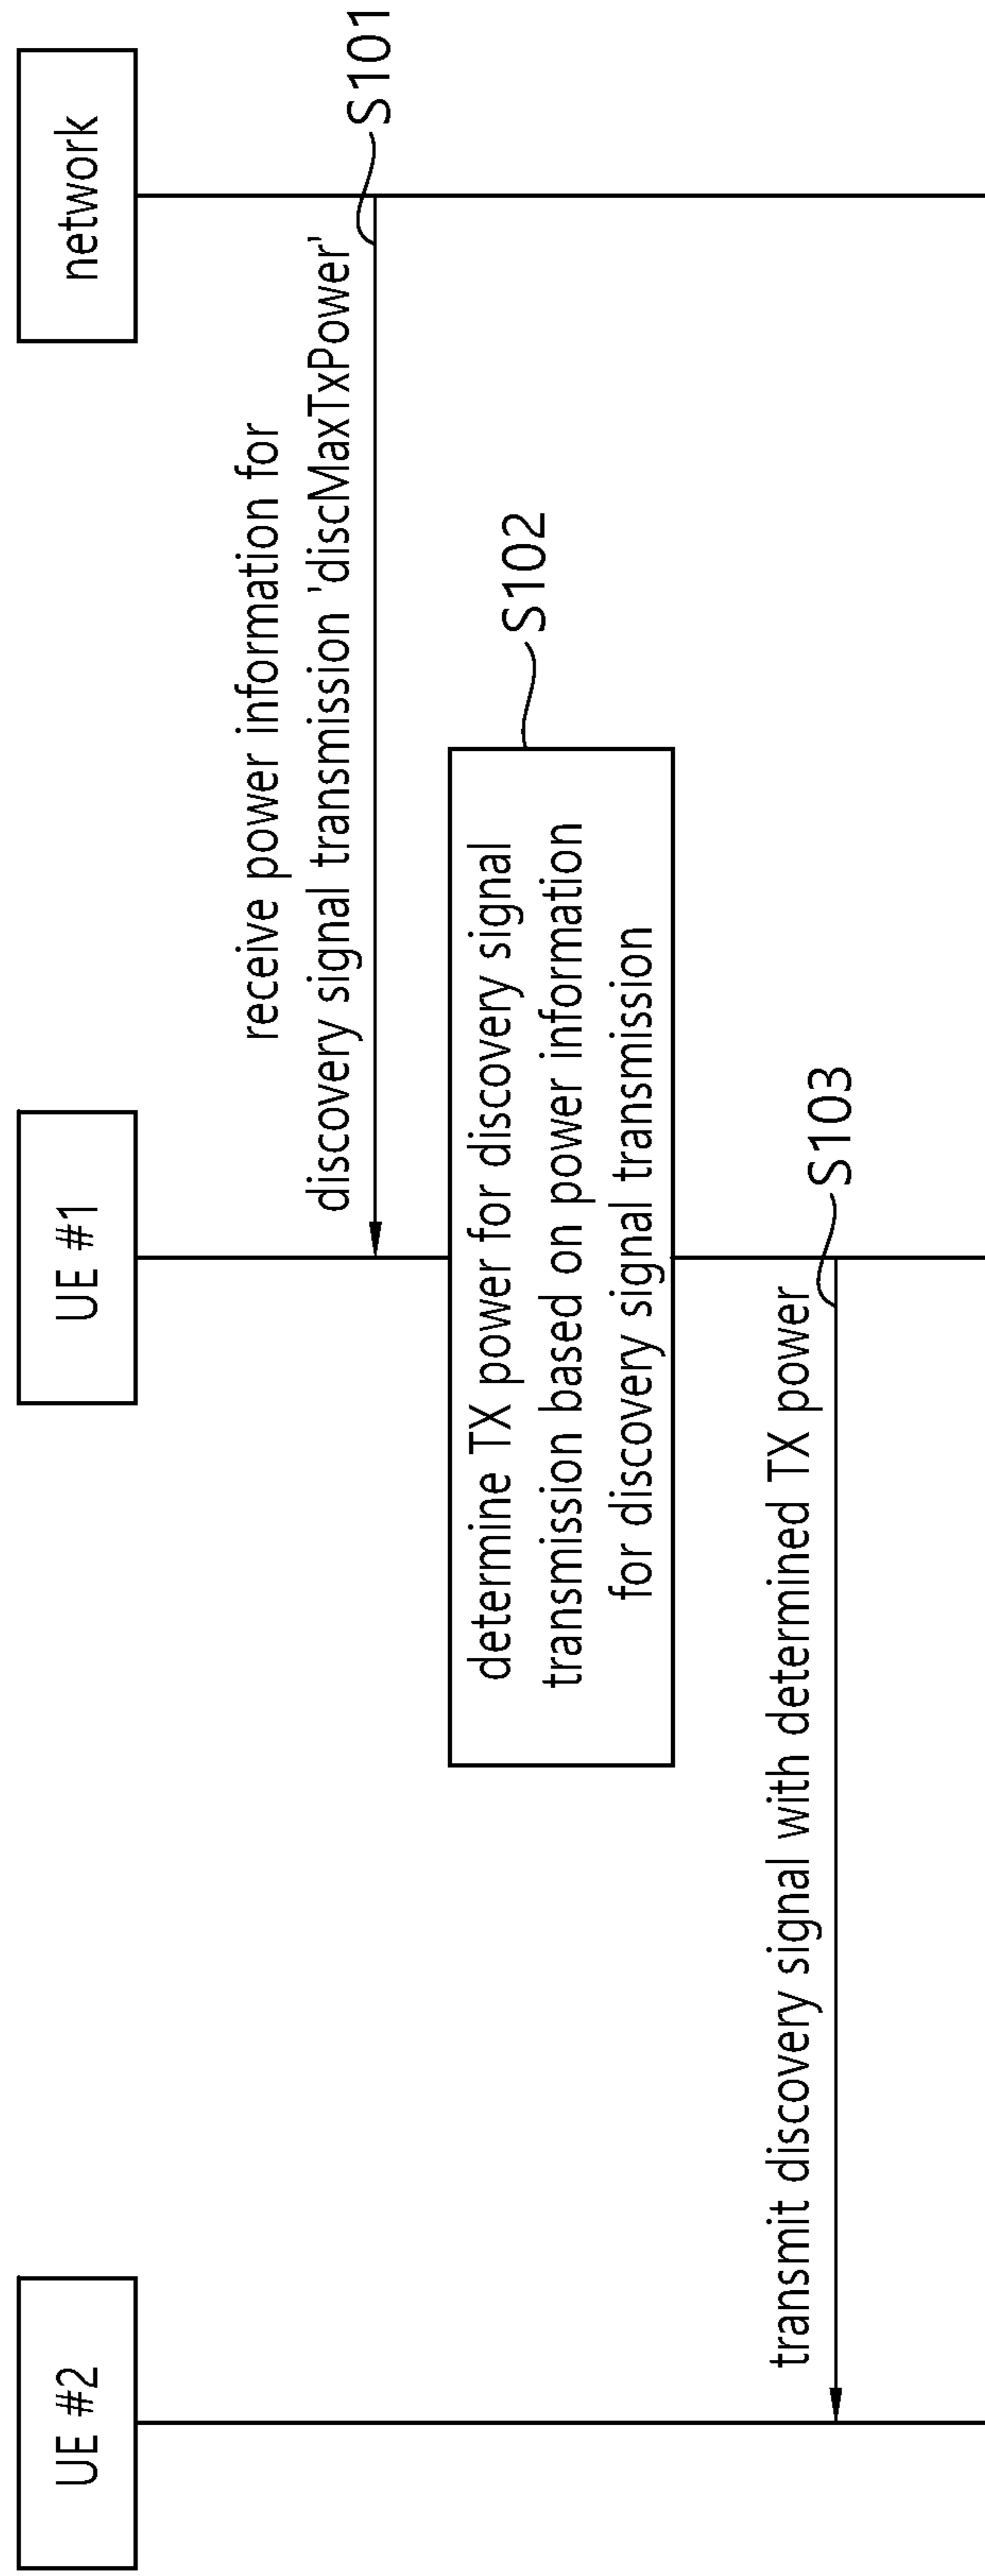 UE #2
UE #1
network
receive power information for
discovery signal transmission 'discMaxTxPower'
S101
determine TX power for discovery signal
transmission based on power information
for discovery signal transmission
S102
transmit discovery signal with determined TX power
S103